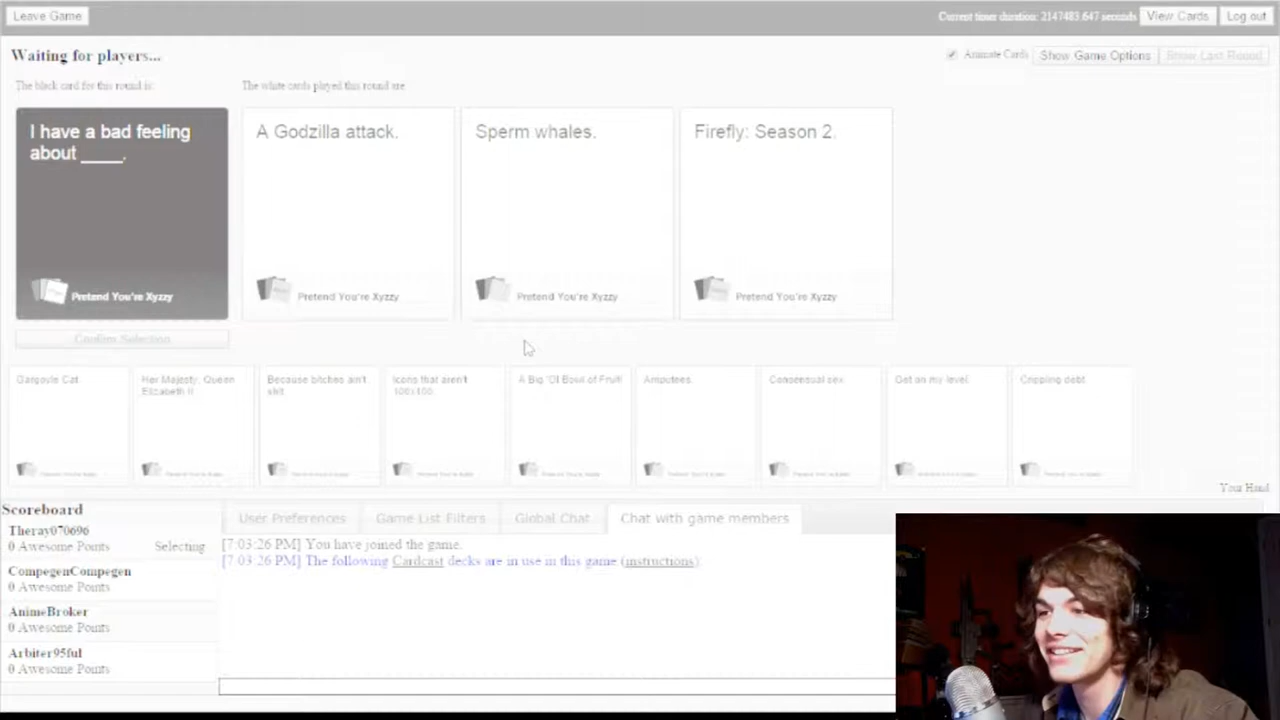 Leave Game
Current timer duration: 2147483.647 seconds
View Cards
Log out
Waiting for players...
Animate Cards
Show Game Options
Show Last Round
The black card for this round is:
The white cards played this round are
I have a bad feeling
about ____.
Pretend You're Xyzzy
A Godzilla attack.
Pretend You're Xyzzy
Sperm whales.
Pretend You're Xyzzy
Firefly: Season 2.
Pretend You're Xyzzy
Confirm Selection
Gargoyle Cat
Her Majesty, Queen
Elizabeth II
Because bitches ain't
shit
Icons that aren't
100x100
A Big 'Ol Bowl of Fruit!
Amputees.
Consensual sex
Get on my level.
Crippling debt
Your Hand
Scoreboard
Theray070696
0 Awesome Points
Selecting
CompegenCompegen
0 Awesome Points
AnimeBroker
0 Awesome Points
Arbiter95ful
0 Awesome Points
User Preferences
Game List Filters
Global Chat
Chat with game members
[7:03:26 PM] You have joined the game.
[7:03:26 PM] The following Cardcast decks are in use in this game (instructions):